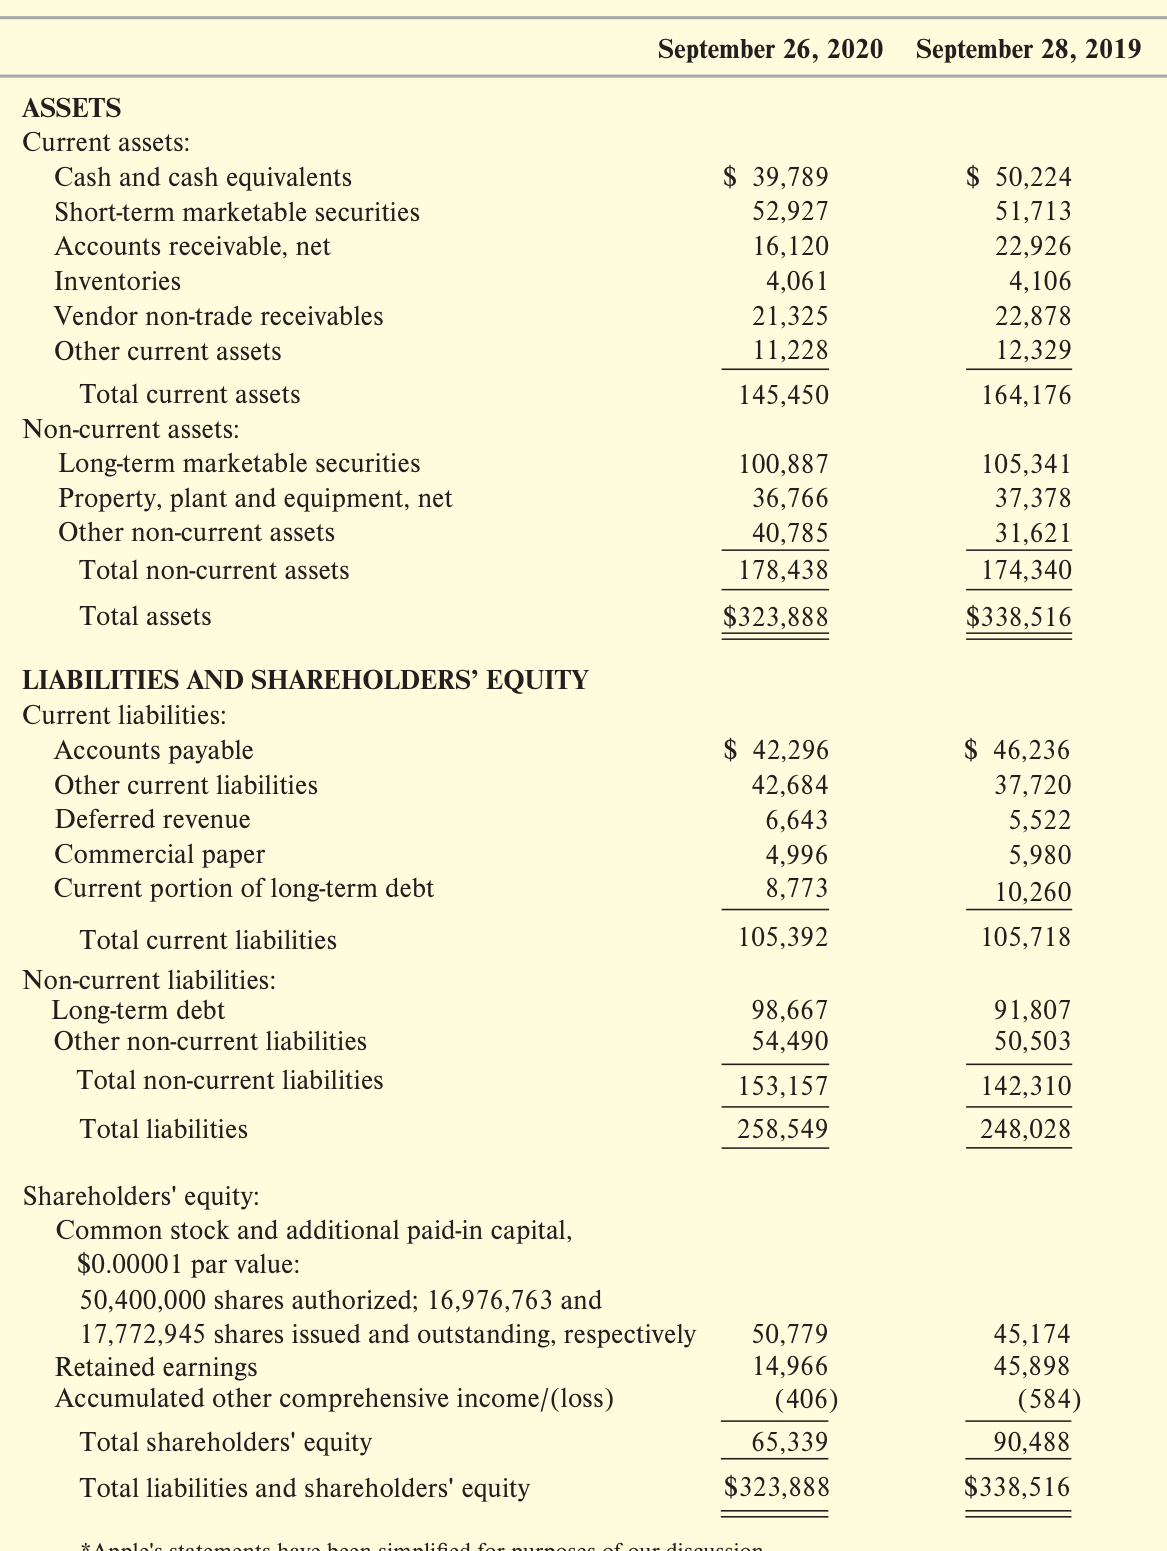 September 26, 2020 September 28, 2019
ASSETS
Current assets:
Cash and cash equivalents $ 39,789 $ 50,224
Short-term marketable securities 52,927 51,713
Accounts receivable, net 16,120 22,926
Inventories 4,061 4,106
Vendor non-trade receivables 21,325 22,878
Other current assets 11,228 12,329
Total current assets 145,450 164,176
Non-current assets:
Long-term marketable securities 100,887 105,341
Property, plant and equipment, net 36,766 37,378
Other non-current assets 40,785 31,621
Total non-current assets 178,438 174,340
Total assets $323,888 $338,516
LIABILITIES AND SHAREHOLDERS’ EQUITY
Current liabilities:
Accounts payable $ 42,296 $ 46,236
Other current liabilities 42,684 37,720
Deferred revenue 6,643 5,522
Commercial paper 4,996 5,980
Current portion of long-term debt 8,773 10,260
Total current liabilities 105,392 105,718
Non-current liabilities:
Long-term debt 98,667 91,807
Other non-current liabilities 54,490 50,503
Total non-current liabilities 153,157 142,310
Total liabilities 258,549 248,028
Shareholders' equity:
Common stock and additional paid-in capital,
$0.00001 par value:
50,400,000 shares authorized; 16,976,763 and
17,772,945 shares issued and outstanding, respectively 50,779 45,174
Retained earnings 14,966 45,898
Accumulated other comprehensive income/(loss) (406) (584)
Total shareholders' equity 65,339 90,488
Total liabilities and shareholders' equity $323,888 $338,516
*Apple's statements have been simplified for purposes of our discussion